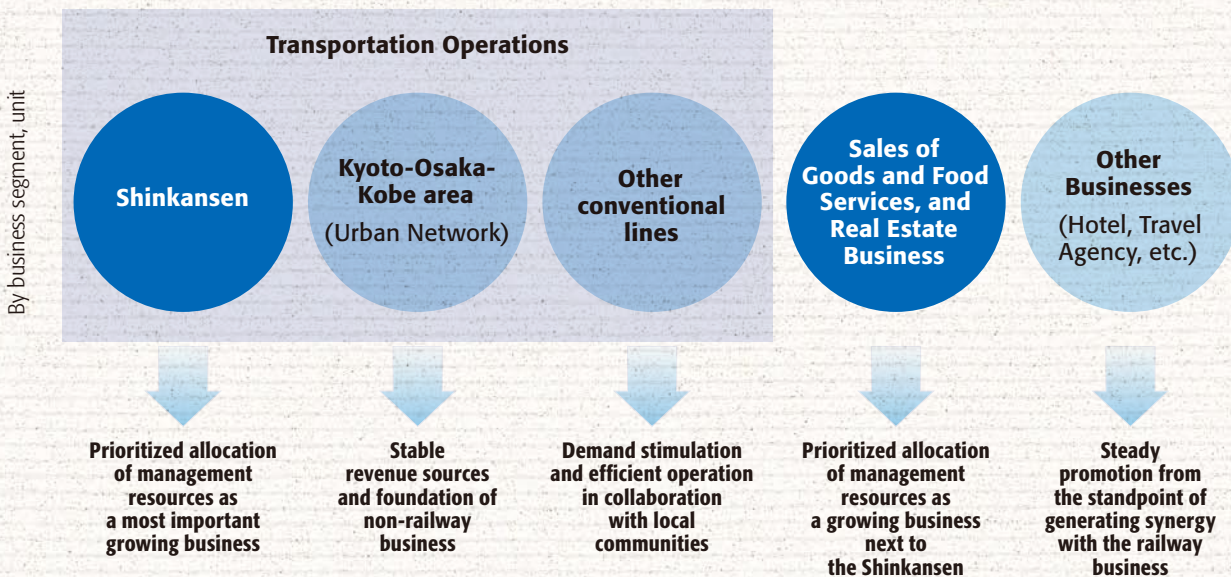 Transportation Operations
By business segment, unit
Shinkansen
Kyoto-Osaka-
Kobe area
(Urban Network)
Other
conventional
lines
Sales of
Goods and Food
Services, and
Real Estate
Business
Other
Businesses
(Hotel, Travel
Agency, etc.)
Prioritized allocation
of management
resources as
a most important
growing business
Stable
revenue sources
and foundation of
non-railway
business
Demand stimulation
and efficient operation
in collaboration
with local
communities
Prioritized allocation
of management
resources as
a growing business
next to
the Shinkansen
Steady
promotion from
the standpoint of
generating synergy
with the railway
business